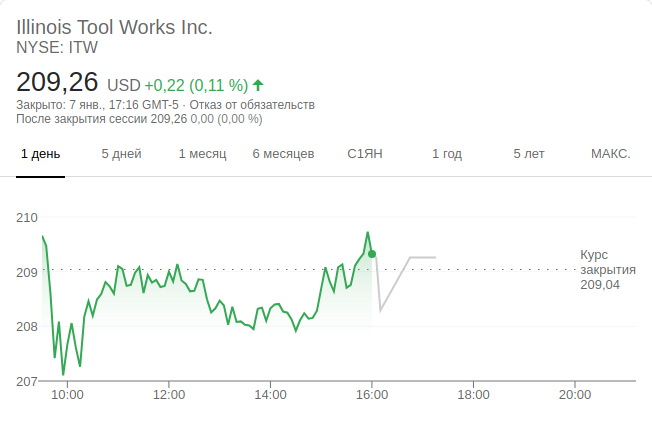 Illinois Tool Works Inc.
NYSE: ITW
209,26 USD +0,22 (0,11 %)
Закрыто: 7 янв., 17:16 GMT-5 · Отказ от обязательств
После закрытия сессии 209,26 0,00 (0,00 %)
1 день 5 дней 1 месяц 6 месяцев С1ЯН 1 год 5 лет МАКС.
210
Курс
209 закрытия
209,04
208
207
10:00 12:00 14:00 16:00 18:00 20:00